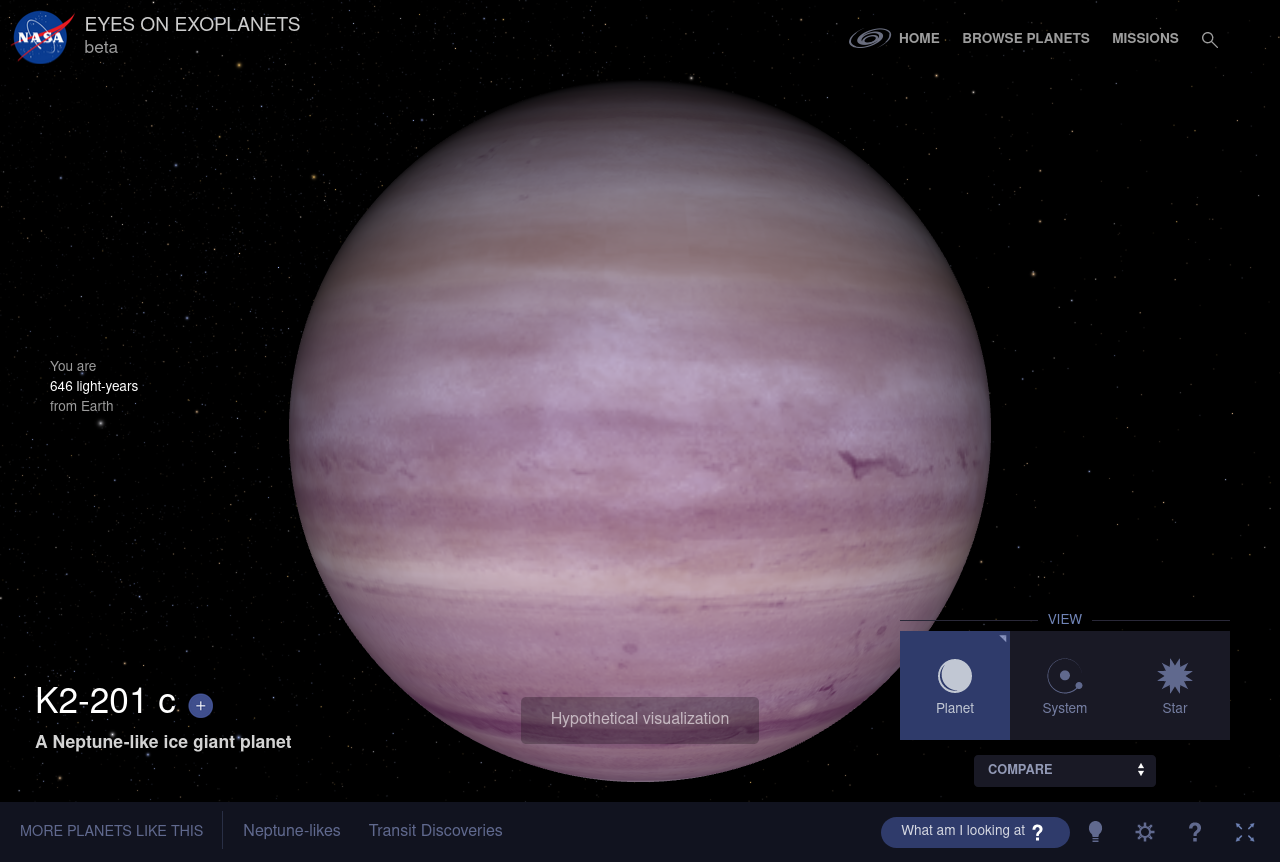 NASA
EYES ON EXOPLANETS
beta
HOME
BROWSE PLANETS
MISSIONS
You are
646 light-years
from Earth
K2-201 c +
A Neptune-like ice giant planet
Hypothetical visualization
VIEW
Planet
System
Star
COMPARE
MORE PLANETS LIKE THIS
Neptune-likes
Transit Discoveries
What am I looking at ?
?